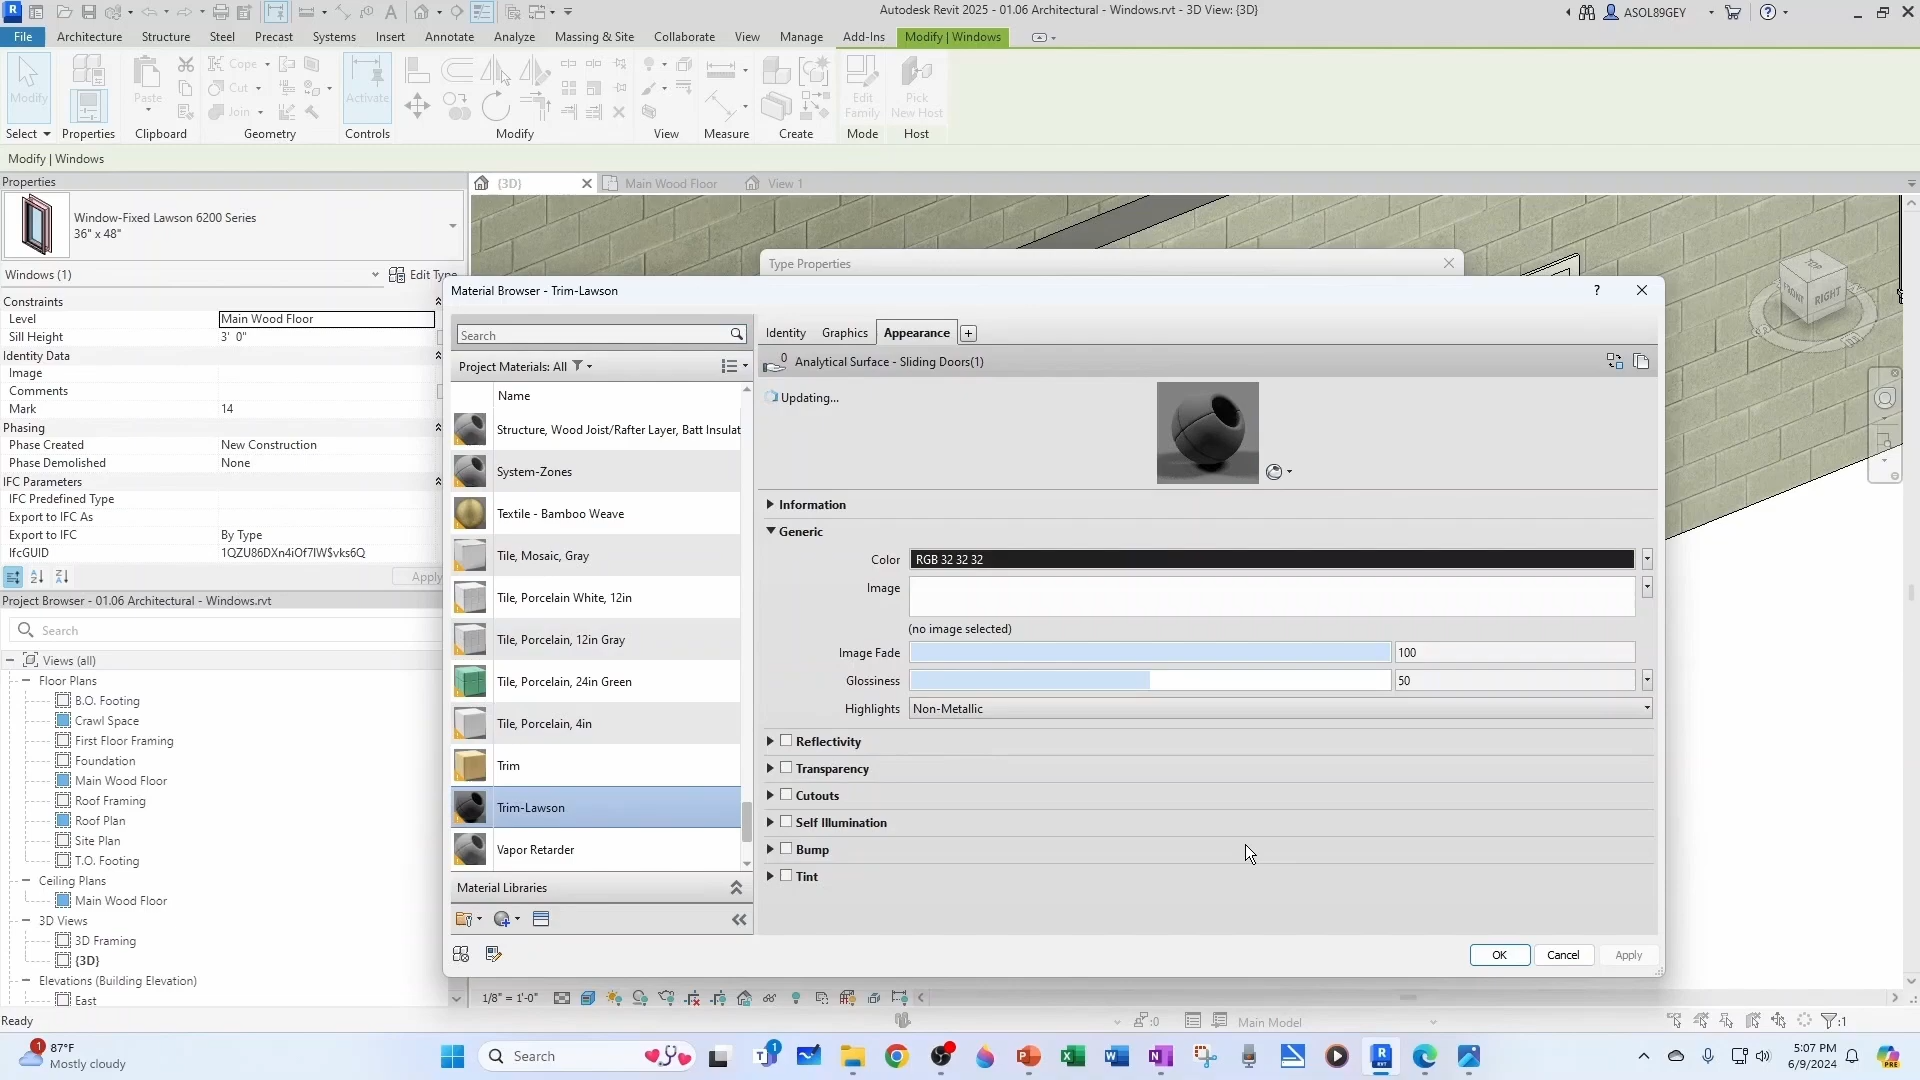 Autodesk Revit 2025 - 01.06 Architectural - Windows.rvt - 3D View: {3D}
ASOL89GEY
File Architecture Structure Steel Precast Systems Insert Annotate Analyze Massing & Site Collaborate View Manage Add-Ins Modify | Windows
Modify
Paste
Cope
Cut
Join
Activate
Edit Family
Pick New Host
Select Properties Clipboard Geometry Controls Modify View Measure Create Mode Host
Modify | Windows
Properties
{3D}
Main Wood Floor
View 1
Window-Fixed Lawson 6200 Series
36" x 48"
Windows (1)
Edit Type
Constraints
Level Main Wood Floor
Sill Height 3' 0"
Identity Data
Image
Comments
Mark 14
Phasing
Phase Created New Construction
Phase Demolished None
IFC Parameters
IFC Predefined Type
Export to IFC As
Export to IFC By Type
IfcGUID 1QZU86DXn4iOf7IW$vks6Q
Apply
Project Browser - 01.06 Architectural - Windows.rvt
Search
Views (all)
Floor Plans
B.O. Footing
Crawl Space
First Floor Framing
Foundation
Main Wood Floor
Roof Framing
Roof Plan
Site Plan
T.O. Footing
Ceiling Plans
Main Wood Floor
3D Views
3D Framing
{3D}
Elevations (Building Elevation)
East
Type Properties
Material Browser - Trim-Lawson
?
Search
Project Materials: All
Name
Structure, Wood Joist/Rafter Layer, Batt Insulat
System-Zones
Textile - Bamboo Weave
Tile, Mosaic, Gray
Tile, Porcelain White, 12in
Tile, Porcelain, 12in Gray
Tile, Porcelain, 24in Green
Tile, Porcelain, 4in
Trim
Trim-Lawson
Vapor Retarder
Material Libraries
Identity Graphics Appearance +
0 Analytical Surface - Sliding Doors(1)
Updating...
Information
Generic
Color RGB 32 32 32
Image
(no image selected)
Image Fade 100
Glossiness 50
Highlights Non-Metallic
Reflectivity
Transparency
Cutouts
Self Illumination
Bump
Tint
OK Cancel Apply
TOP
FRONT
RIGHT
1/8" = 1'-0"
Ready
:0
Main Model
:1
1
87°F
Mostly cloudy
Search
1
5:07 PM
6/9/2024